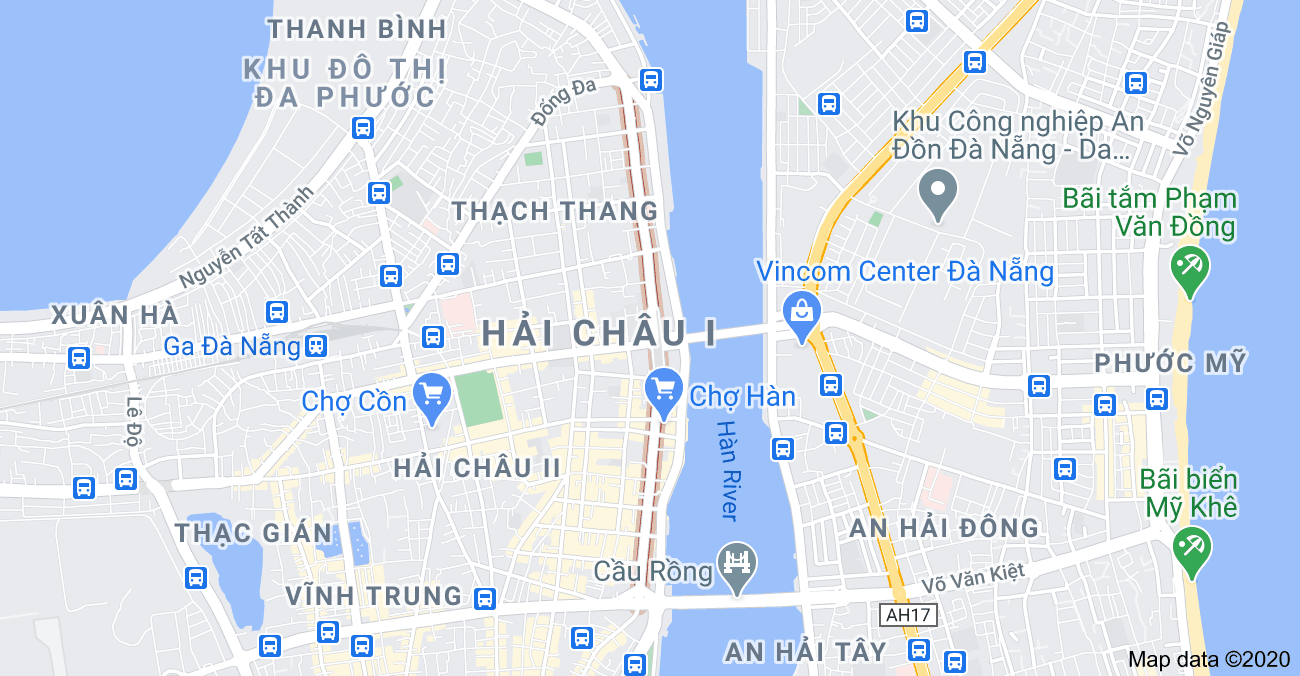 THANH BÌNH
KHU ĐÔ THỊ
ĐA PHƯỚC
Đống Đa
Võ Nguyên Giáp
Khu Công nghiệp An
Đồn Đà Nẵng - Da...
Nguyễn Tất Thành
THẠCH THANG
Bãi tắm Phạm
Văn Đồng
Vincom Center Đà Nẵng
XUÂN HÀ
HẢI CHÂU I
Ga Đà Nẵng
PHƯỚC MỸ
Chợ Cồn
Chợ Hàn
Lê Độ
Hàn River
HẢI CHÂU II
Bãi biển
Mỹ Khê
THẠC GIÁN
AN HẢI ĐÔNG
Cầu Rồng
Võ Văn Kiệt
VĨNH TRUNG
AH17
AN HẢI TÂY
Map data ©2020